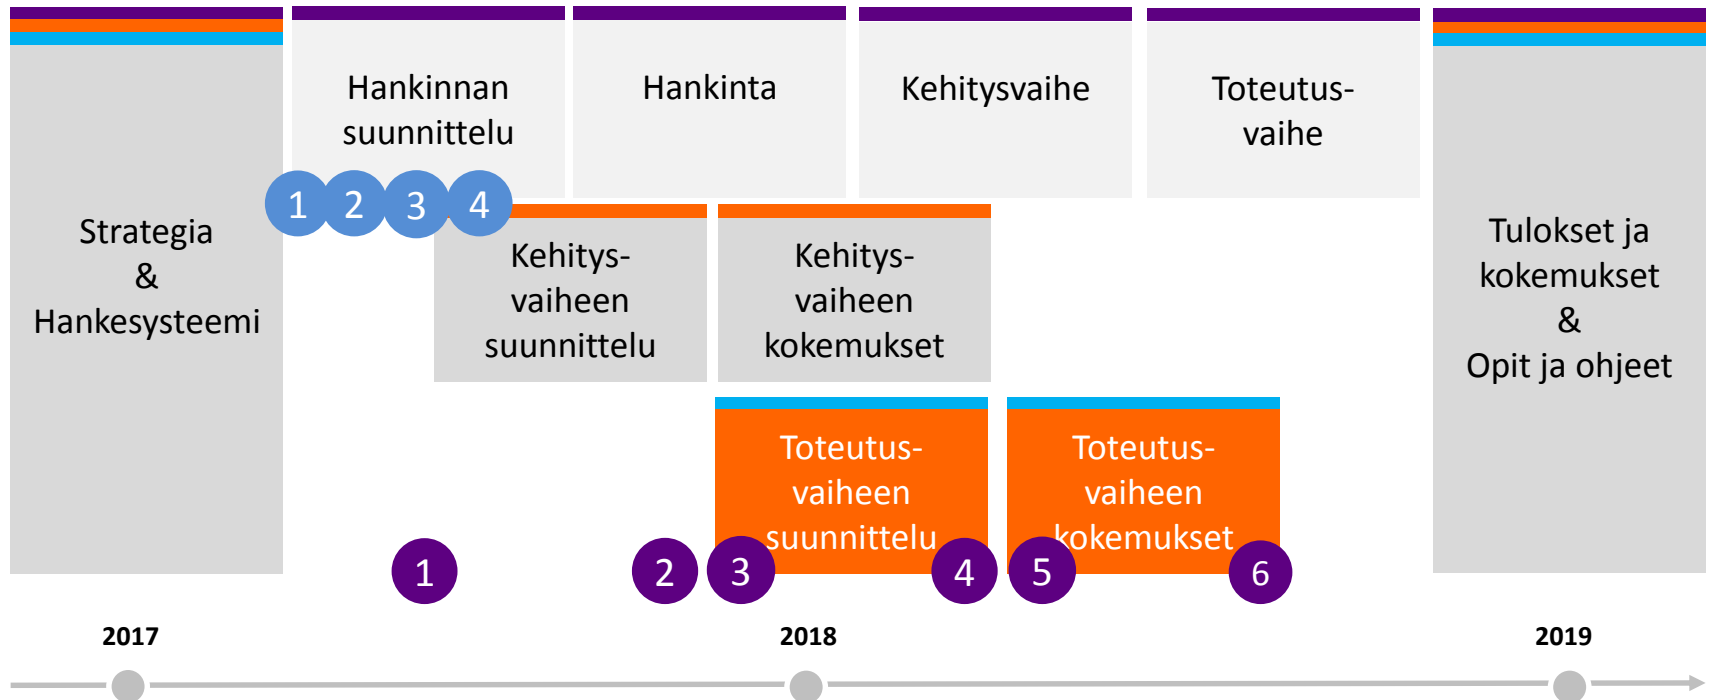 Strategia
&
Hankesysteemi
Hankinnan
suunnittelu
Hankinta
Kehitysvaihe
Toteutus-
vaihe
Tulokset ja
kokemukset
&
Opit ja ohjeet
1 2 3 4
Kehitys-
vaiheen
suunnittelu
Kehitys-
vaiheen
kokemukset
Toteutus-
vaiheen
suunnittelu
Toteutus-
vaiheen
kokemukset
1 2 3 4 5 6
2017 2018 2019